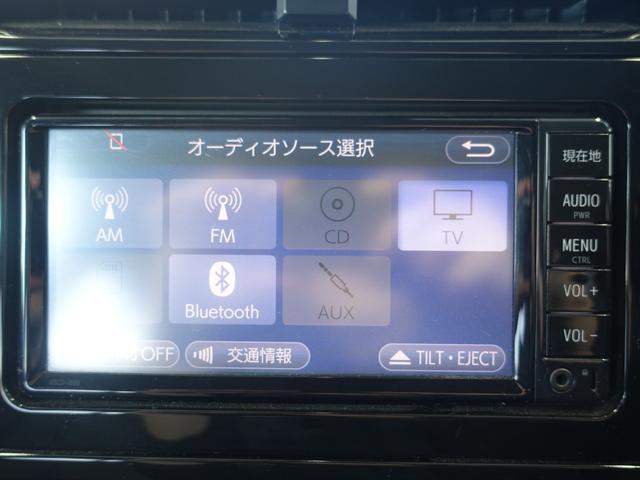 オーディオソース選択
AM
FM
CD
TV
Bluetooth
AUX
OFF
交通情報
TILT・EJECT
現在地
AUDIO
PWR
MENU
CTRL
VOL+
VOL-